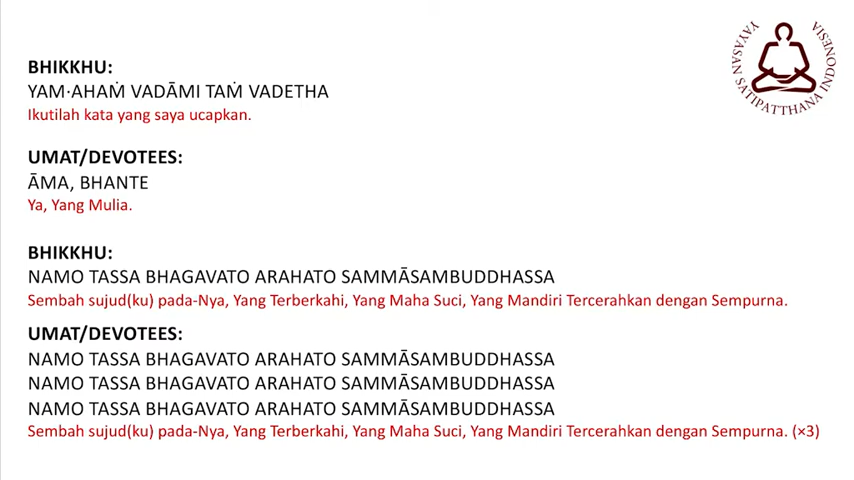 BHIKKHU:
YAM·AHAṀ VADĀMI TAṀ VADETHA
Ikutilah kata yang saya ucapkan.
UMAT/DEVOTEES:
ĀMA, BHANTE
Ya, Yang Mulia.
BHIKKHU:
NAMO TASSA BHAGAVATO ARAHATO SAMMĀSAMBUDDHASSA
Sembah sujud(ku) pada-Nya, Yang Terberkahi, Yang Maha Suci, Yang Mandiri Tercerahkan dengan Sempurna.
UMAT/DEVOTEES:
NAMO TASSA BHAGAVATO ARAHATO SAMMĀSAMBUDDHASSA
NAMO TASSA BHAGAVATO ARAHATO SAMMĀSAMBUDDHASSA
NAMO TASSA BHAGAVATO ARAHATO SAMMĀSAMBUDDHASSA
Sembah sujud(ku) pada-Nya, Yang Terberkahi, Yang Maha Suci, Yang Mandiri Tercerahkan dengan Sempurna. (×3)
YAYASAN SATIPATTHANA INDONESIA